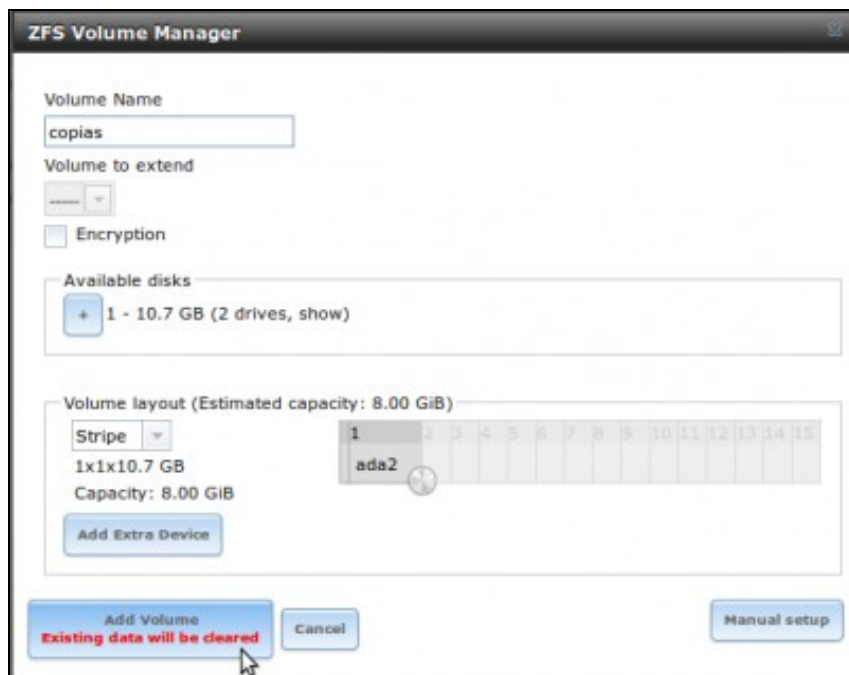 ZFS Volume Manager
Volume Name
copias
Volume to extend
-----
Encryption
Available disks
+ 1 - 10.7 GB (2 drives, show)
Volume layout (Estimated capacity: 8.00 GiB)
Stripe
1 2 3 4 5 6 7 8 9 10 11 12 13 14 15
ada2
1x1x10.7 GB
Capacity: 8.00 GiB
Add Extra Device
Add Volume
Existing data will be cleared
Cancel
Manual setup